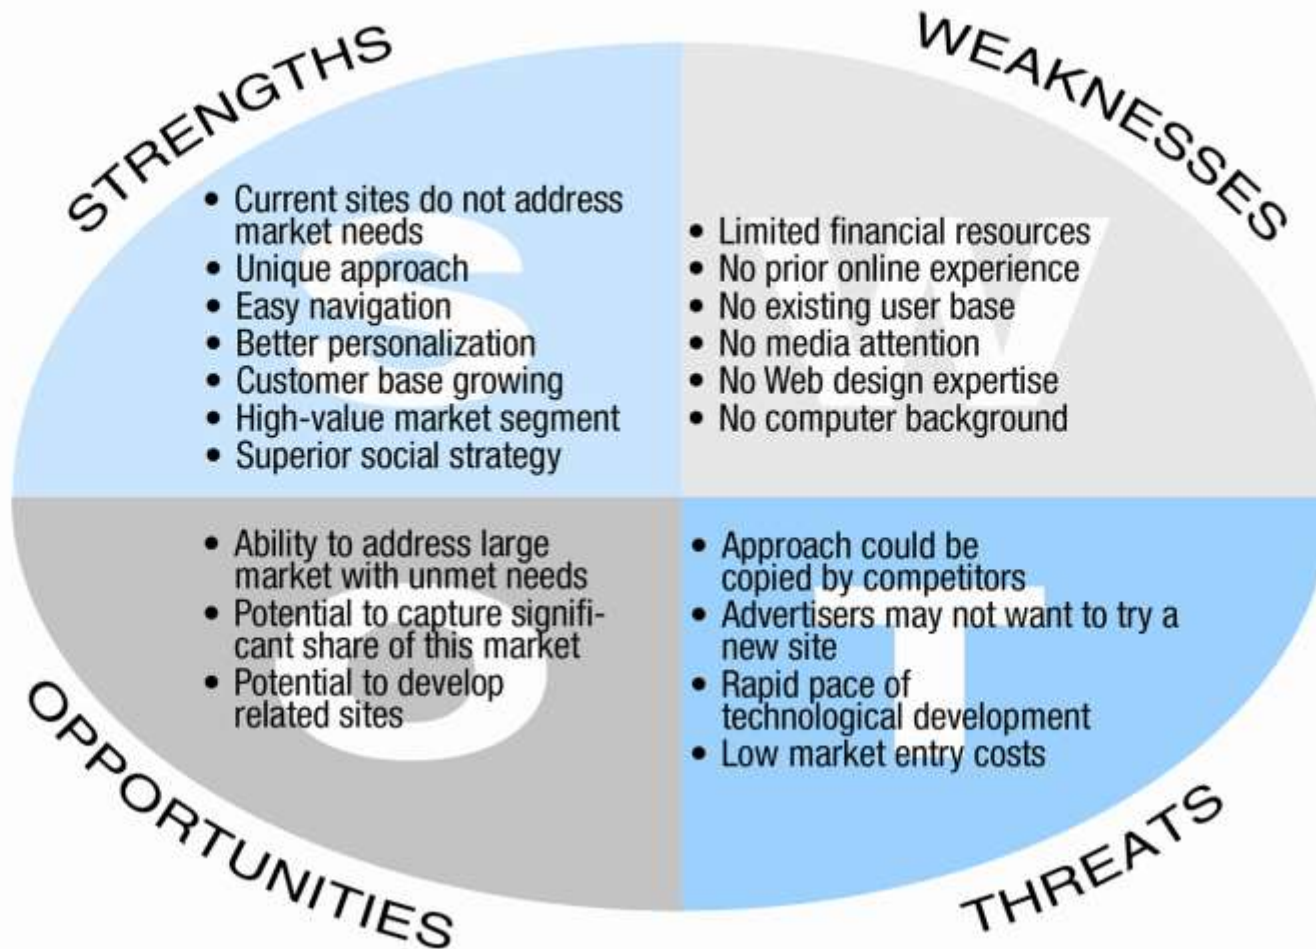 STRENGTHS
• Current sites do not address
market needs
• Unique approach
• Easy navigation
• Better personalization
• Customer base growing
• High-value market segment
• Superior social strategy
S
WEAKNESSES
• Limited financial resources
• No prior online experience
• No existing user base
• No media attention
• No Web design expertise
• No computer background
W
OPPORTUNITIES
• Ability to address large
market with unmet needs
• Potential to capture signifi-
cant share of this market
• Potential to develop
related sites
O
THREATS
• Approach could be
copied by competitors
• Advertisers may not want to try a
new site
• Rapid pace of
technological development
• Low market entry costs
T